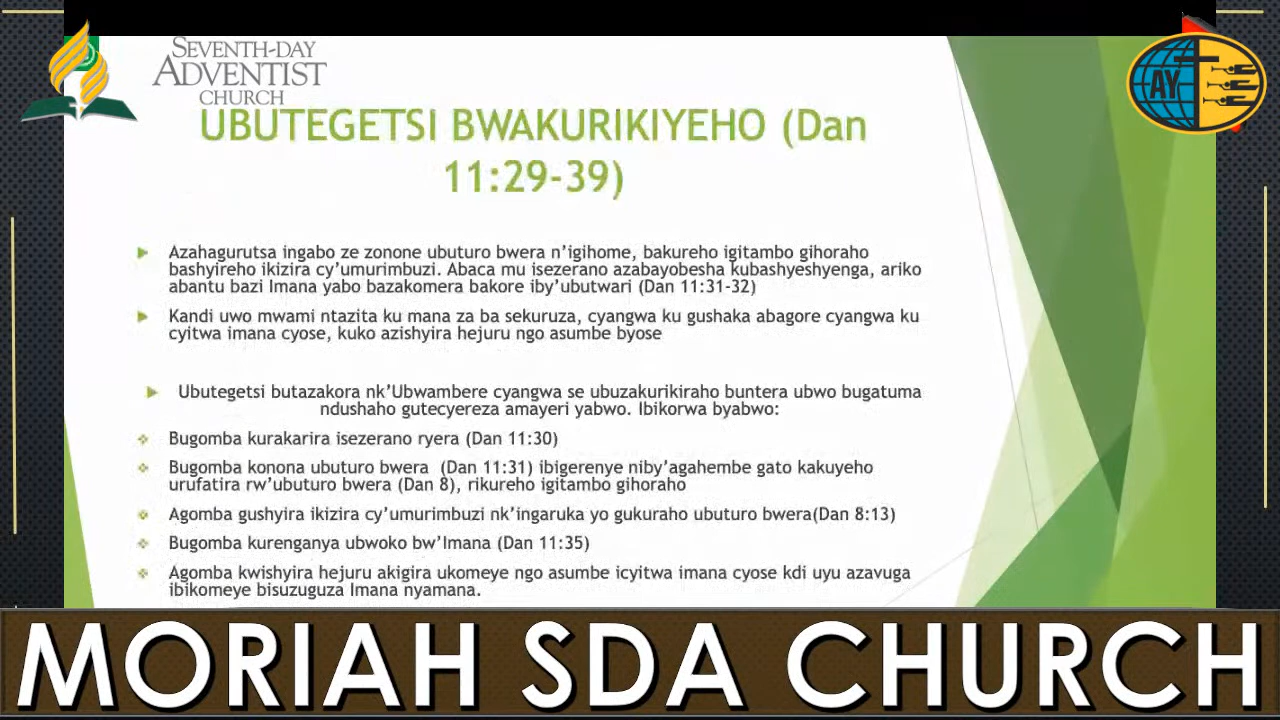 SEVENTH-DAY
ADVENTIST
CHURCH
AY
UBUTEGETSI BWAKURIKIYEHO (Dan
11:29-39)
Azahagurutsa ingabo ze zonone ubuturo bwera n’igihome, bakureho igitambo gihoraho
bashyireho ikizira cy’umurimbuzi. Abaca mu isezerano azabayobesha kubashyeshyenga, ariko
abantu bazi Imana yabo bazakomera bakore iby’ubutwari (Dan 11:31-32)
Kandi uwo mwami ntazita ku mana za ba sekuruza, cyangwa ku gushaka abagore cyangwa ku
cyitwa imana cyose, kuko azishyira hejuru ngo asumbe byose
Ubutegetsi butazakora nk’Ubwambere cyangwa se ubuzakurikiraho buntera ubwo bugatuma
ndushaho gutecyereza amayeri yabwo. Ibikorwa byabwo:
Bugomba kurakarira isezerano ryera (Dan 11:30)
Bugomba konona ubuturo bwera (Dan 11:31) ibigerenye niby’agahembe gato kakuyeho
urufatira rw’ubuturo bwera (Dan 8), rikureho igitambo gihoraho
Agomba gushyira ikizira cy’umurimbuzi nk’ingaruka yo gukuraho ubuturo bwera(Dan 8:13)
Bugomba kurenganya ubwoko bw’Imana (Dan 11:35)
Agomba kwishyira hejuru akigira ukomeye ngo asumbe icyitwa imana cyose kdi uyu azavuga
ibikomeye bisuzuguza Imana nyamana.
MORIAH SDA CHURCH